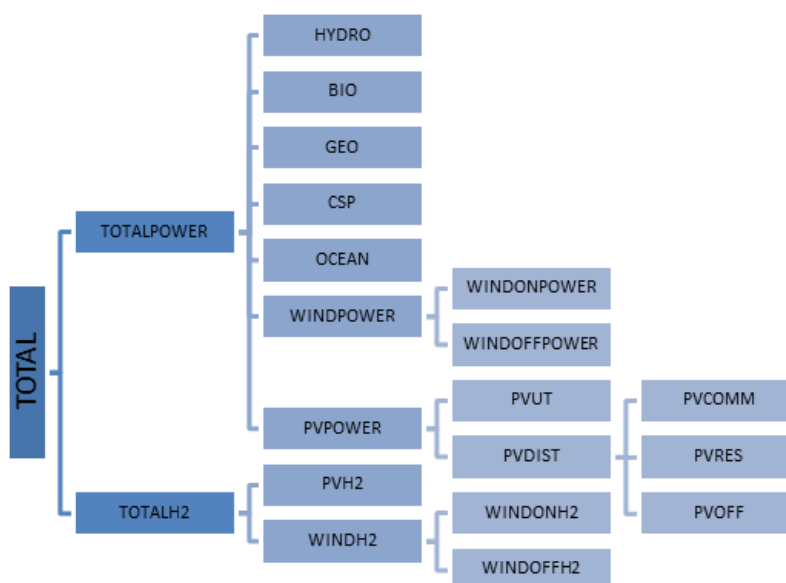 TOTAL
TOTALPOWER
HYDRO
BIO
GEO
CSP
OCEAN
WINDPOWER
WINDONPOWER
WINDOFFPOWER
PVPOWER
PVUT
PVDIST
PVCOMM
PVRES
PVOFF
TOTALH2
PVH2
WINDH2
WINDONH2
WINDOFFH2